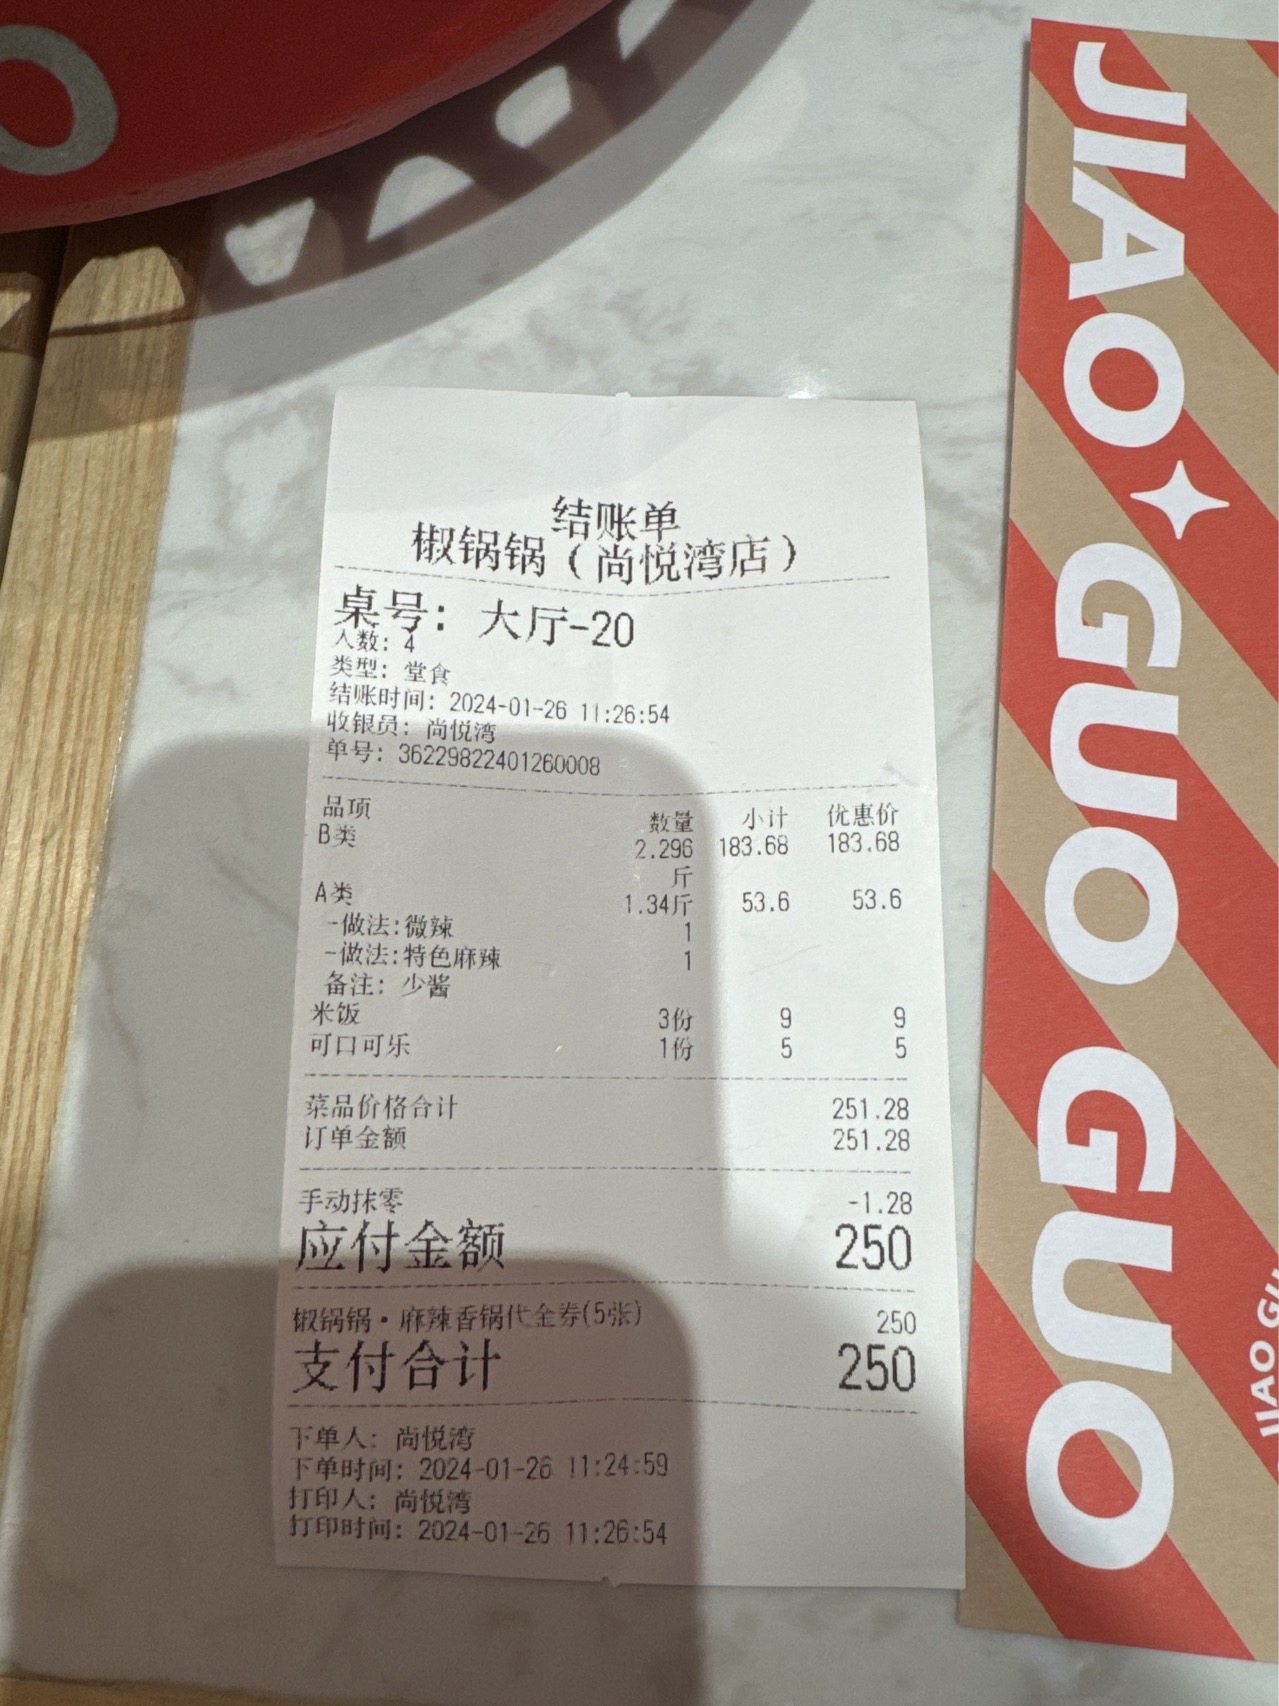 结账单
椒锅锅（尚悦湾店）
桌号：大厅-20
人数：4
类型：堂食
结账时间：2024-01-26 11:26:54
收银员：尚悦湾
单号：36229822401260008
品项 数量 小计 优惠价
B类 2.296斤 183.68 183.68
A类 1.34斤 53.6 53.6
-做法:微辣 1
-做法:特色麻辣 1
备注：少酱
米饭 3份 9 9
可口可乐 1份 5 5
菜品价格合计 251.28
订单金额 251.28
手动抹零 -1.28
应付金额 250
椒锅锅·麻辣香锅代金券(5张) 250
支付合计 250
下单人：尚悦湾
下单时间：2024-01-26 11:24:59
打印人：尚悦湾
打印时间：2024-01-26 11:26:54
JIAO GUO GUO